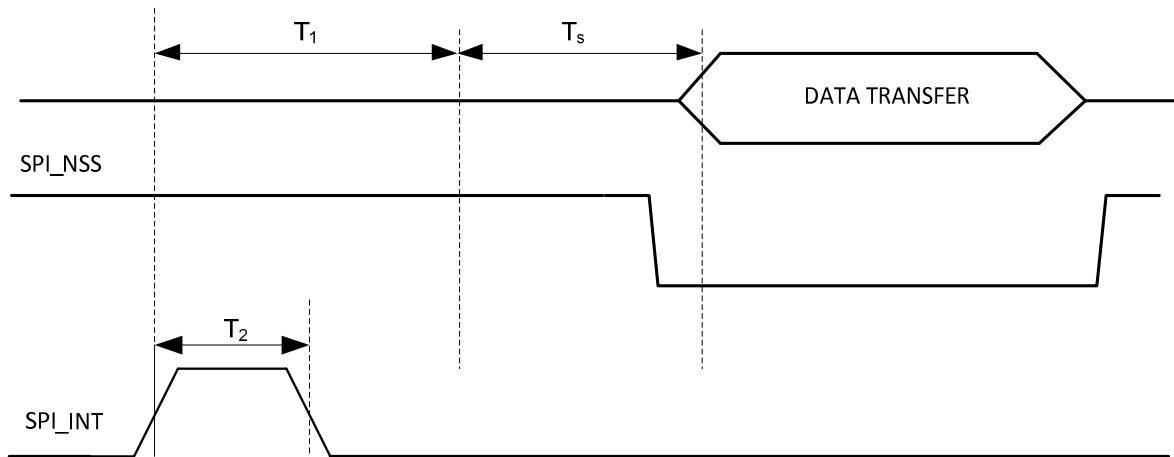 T₁
Tₛ
DATA TRANSFER
SPI_NSS
T₂
SPI_INT